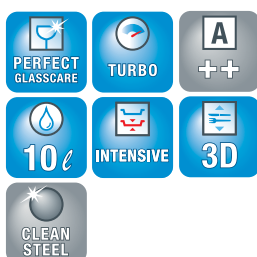 PERFECT
GLASSCARE
TURBO
A
++
10 ℓ
INTENSIVE
3D
CLEAN
STEEL